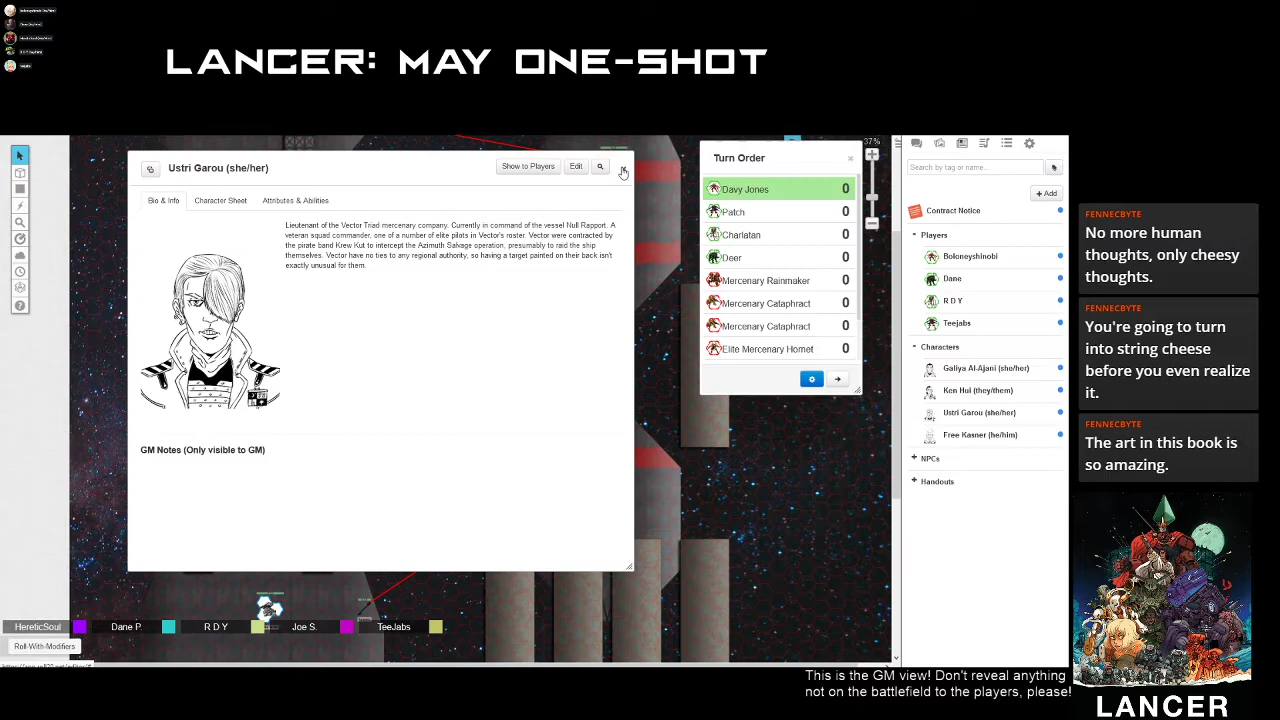 LANCER: MAY ONE-SHOT
Ustri Garou (she/her)
Show to Players
Edit
Bio & Info
Character Sheet
Attributes & Abilities
Lieutenant of the Vector Triad mercenary company. Currently in command of the vessel Null Rapport. A
veteran squad commander, one of a number of elite pilots in Vector's roster. Vector were contracted by
the pirate band Krew Kut to intercept the Azimuth Salvage operation, presumably to raid the ship
themselves. Vector have no ties to any regional authority, so having a target painted on their back isn't
exactly unusual for them.
GM Notes (Only visible to GM)
Turn Order
Davy Jones 0
Patch 0
Charlatan 0
Deer 0
Mercenary Rainmaker 0
Mercenary Cataphract 0
Mercenary Cataphract 0
Elite Mercenary Hornet 0
Search by tag or name...
+ Add
Contract Notice
Players
Boloneyshinobi
Dane
R D Y
Teejabs
Characters
Galiya Al-Ajani (she/her)
Ken Hui (they/them)
Ustri Garou (she/her)
Free Kasner (he/him)
NPCs
Handouts
FENNECBYTE
No more human
thoughts, only cheesy
thoughts.
FENNECBYTE
You're going to turn
into string cheese
before you even realize
it.
FENNECBYTE
The art in this book is
so amazing.
HereticSoul
Dane P.
R D Y
Joe S.
TeeJabs
Roll-With-Modifiers
This is the GM view! Don't reveal anything
not on the battlefield to the players, please!
LANCER